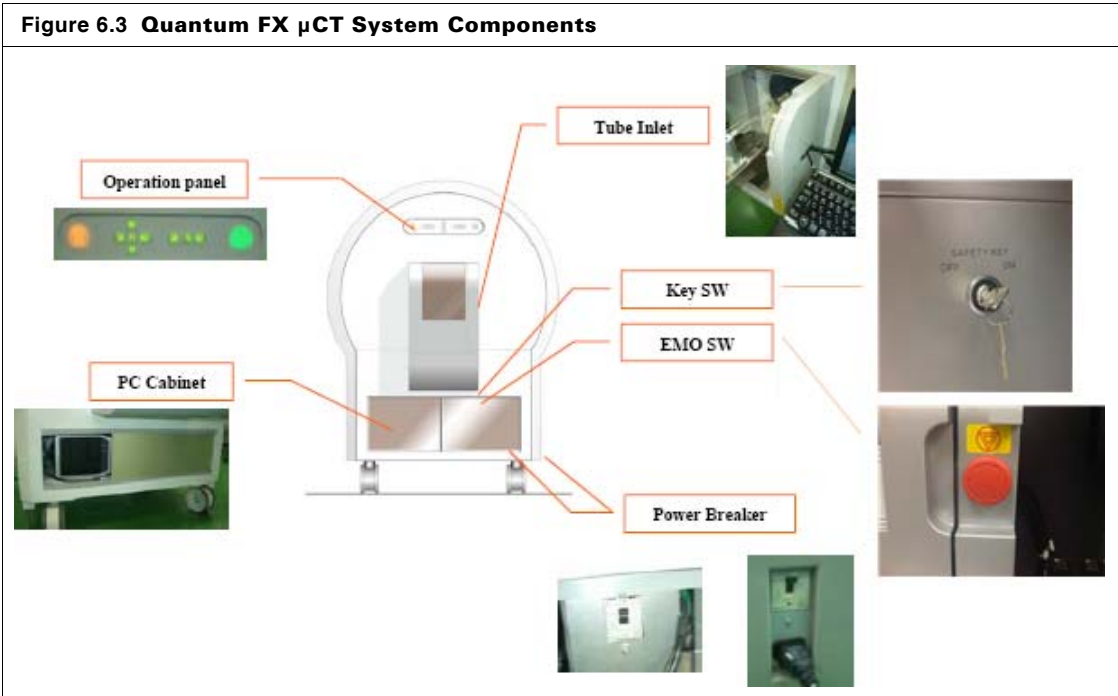 Figure 6.3 Quantum FX µCT System Components
Tube Inlet
Operation panel
SAFETY KEY
OFF ON
Key SW
EMO SW
PC Cabinet
Power Breaker